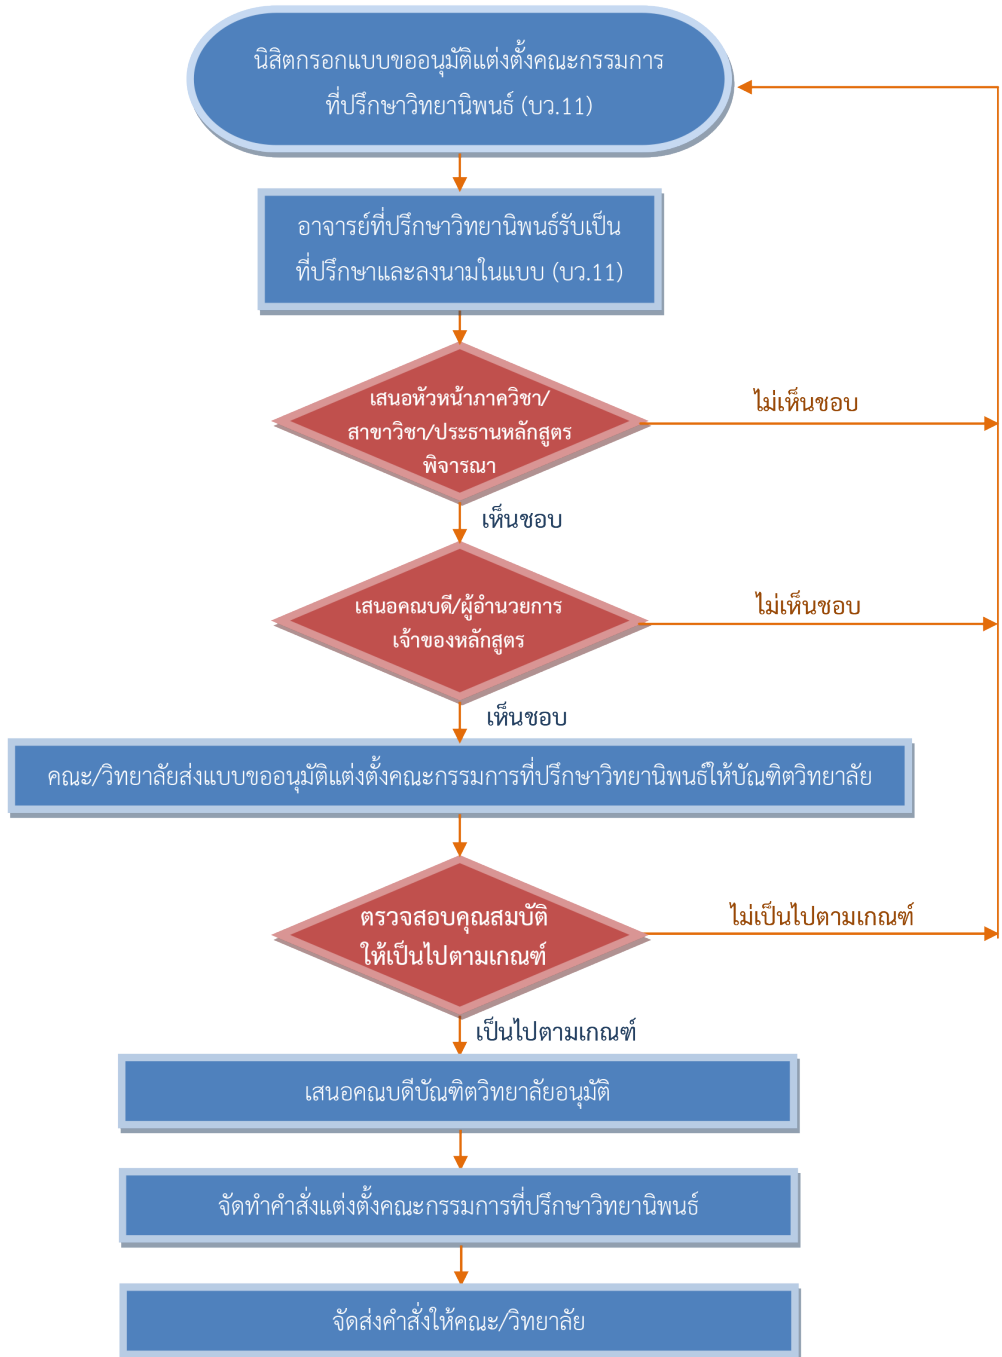 นิสิตกรอกแบบขออนุมัติแต่งตั้งคณะกรรมการ
ที่ปรึกษาวิทยานิพนธ์ (บว.11)
อาจารย์ที่ปรึกษาวิทยานิพนธ์รับเป็น
ที่ปรึกษาและลงนามในแบบ (บว.11)
เสนอหัวหน้าภาควิชา/
สาขาวิชา/ประธานหลักสูตร
พิจารณา
ไม่เห็นชอบ
เห็นชอบ
เสนอคณบดี/ผู้อำนวยการ
เจ้าของหลักสูตร
ไม่เห็นชอบ
เห็นชอบ
คณะ/วิทยาลัยส่งแบบขออนุมัติแต่งตั้งคณะกรรมการที่ปรึกษาวิทยานิพนธ์ให้บัณฑิตวิทยาลัย
ตรวจสอบคุณสมบัติ
ให้เป็นไปตามเกณฑ์
ไม่เป็นไปตามเกณฑ์
เป็นไปตามเกณฑ์
เสนอคณบดีบัณฑิตวิทยาลัยอนุมัติ
จัดทำคำสั่งแต่งตั้งคณะกรรมการที่ปรึกษาวิทยานิพนธ์
จัดส่งคำสั่งให้คณะ/วิทยาลัย